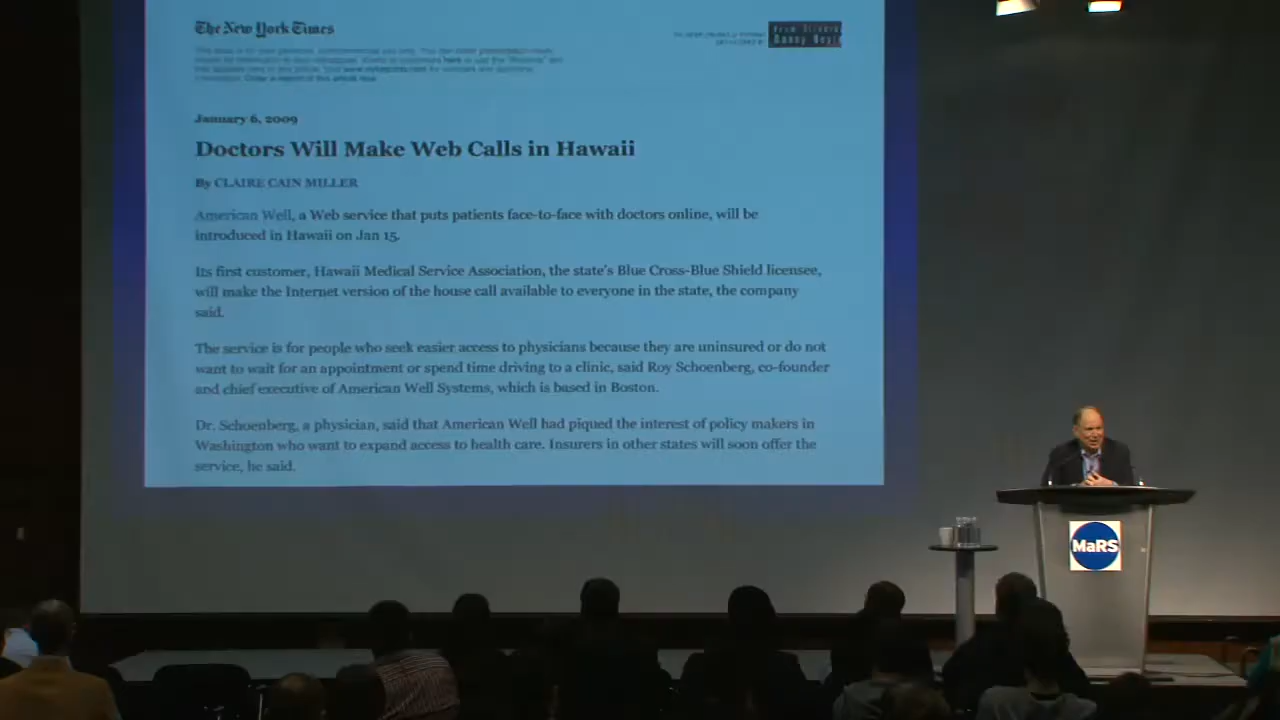 The New York Times
January 6, 2009
Doctors Will Make Web Calls in Hawaii
By CLAIRE CAIN MILLER
American Well, a Web service that puts patients face-to-face with doctors online, will be
introduced in Hawaii on Jan 15.
Its first customer, Hawaii Medical Service Association, the state's Blue Cross-Blue Shield licensee,
will make the Internet version of the house call available to everyone in the state, the company
said.
The service is for people who seek easier access to physicians because they are uninsured or do not
want to wait for an appointment or spend time driving to a clinic, said Roy Schoenberg, co-founder
and chief executive of American Well Systems, which is based in Boston.
Dr. Schoenberg, a physician, said that American Well had piqued the interest of policy makers in
Washington who want to expand access to health care. Insurers in other states will soon offer the
service, he said.
MaRS